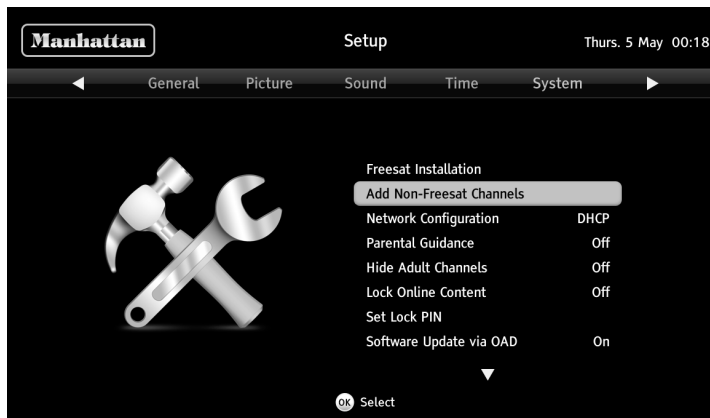 Manhattan Setup Thurs. 5 May 00:18
General Picture Sound Time System
Freesat Installation
Add Non-Freesat Channels
Network Configuration DHCP
Parental Guidance Off
Hide Adult Channels Off
Lock Online Content Off
Set Lock PIN
Software Update via OAD On
OK Select